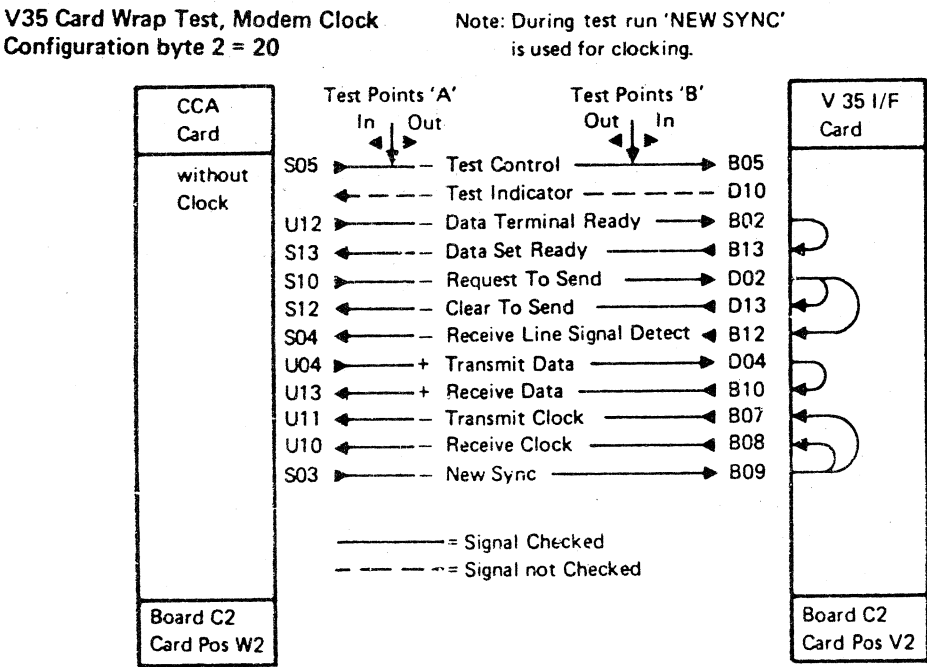 V35 Card Wrap Test, Modem Clock
Configuration byte 2 = 20
Note: During test run 'NEW SYNC'
is used for clocking.
CCA
Card
without
Clock
Test Points 'A'
In Out
Test Points 'B'
Out In
V 35 I/F
Card
S05 – Test Control B05
– Test Indicator D10
U12 – Data Terminal Ready B02
S13 – Data Set Ready B13
S10 – Request To Send D02
S12 – Clear To Send D13
S04 – Receive Line Signal Detect B12
U04 + Transmit Data D04
U13 + Receive Data B10
U11 – Transmit Clock B07
U10 – Receive Clock B08
S03 – New Sync B09
= Signal Checked
= Signal not Checked
Board C2
Card Pos W2
Board C2
Card Pos V2